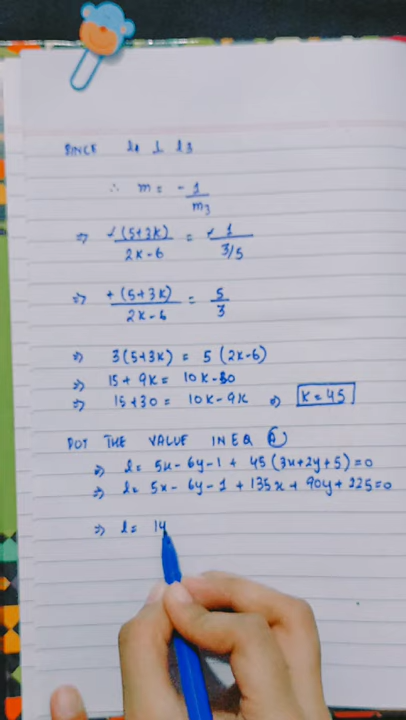 SINCE l ⊥ l3
∴ m = - 1/m3
⇒ -(5+3K)/2K-6 = - 1/3/5
⇒ +(5+3K)/2K-6 = 5/3
⇒ 3(5+3K) = 5(2K-6)
⇒ 15 + 9K = 10K-30
⇒ 15+30 = 10K-9K ⇒ K=45
PUT THE VALUE IN EQ
⇒ l = 5x-6y-1 + 45(3x+2y+5)=0
⇒ l = 5x-6y-1 + 135x + 90y + 225=0
⇒ l = 14